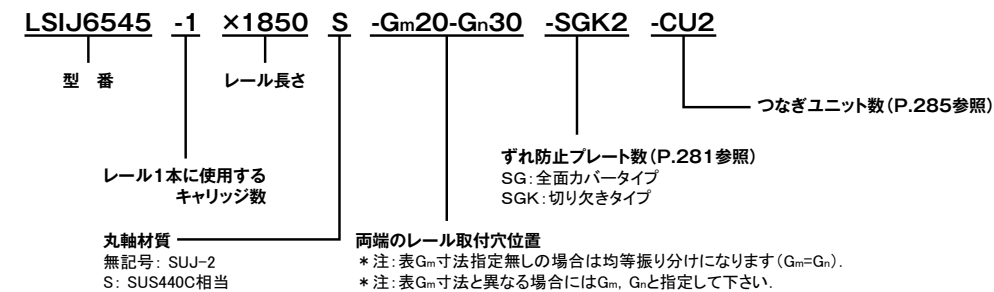 LSIJ6545 -1 ×1850 S -Gm20-Gn30 -SGK2 -CU2
型 番
レール長さ
つなぎユニット数(P.285参照)
レール1本に使用する
キャリッジ数
ずれ防止プレート数(P.281参照)
SG:全面カバータイプ
SGK:切り欠きタイプ
丸軸材質
無記号: SUJ-2
S: SUS440C相当
両端のレール取付穴位置
*注:表Gm寸法指定無しの場合は均等振り分けになります(Gm=Gn).
*注:表Gm寸法と異なる場合にはGm, Gnと指定して下さい.